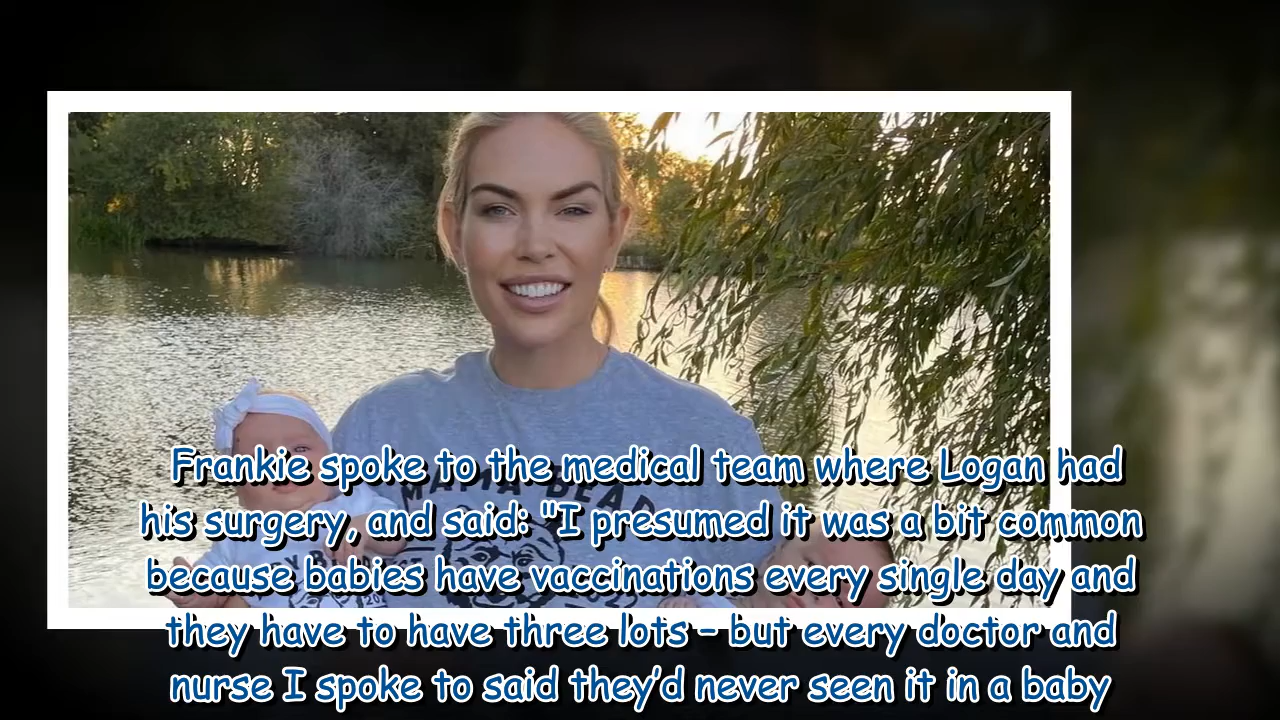 Frankie spoke to the medical team where Logan had
his surgery, and said: "I presumed it was a bit common
because babies have vaccinations every single day and
they have to have three lots – but every doctor and
nurse I spoke to said they’d never seen it in a baby
MAMA BEAR